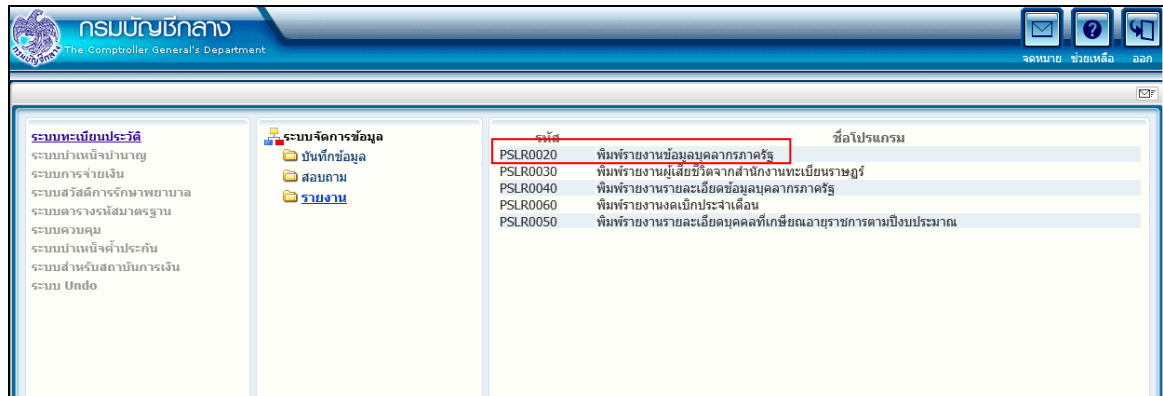 กรมบัญชีกลาง
The Comptroller General's Department
จดหมาย ช่วยเหลือ ออก
ระบบทะเบียนประวัติ
ระบบบำเหน็จบำนาญ
ระบบการจ่ายเงิน
ระบบสวัสดิการรักษาพยาบาล
ระบบตารางรหัสมาตรฐาน
ระบบควบคุม
ระบบบำเหน็จค้ำประกัน
ระบบสำหรับสถาบันการเงิน
ระบบ Undo
ระบบจัดการข้อมูล
บันทึกข้อมูล
สอบถาม
รายงาน
รหัส ชื่อโปรแกรม
PSLR0020 พิมพ์รายงานข้อมูลบุคลากรภาครัฐ
PSLR0030 พิมพ์รายงานผู้เสียชีวิตจากสำนักงานทะเบียนราษฎร์
PSLR0040 พิมพ์รายงานรายละเอียดข้อมูลบุคลากรภาครัฐ
PSLR0060 พิมพ์รายงานงดเบิกประจำเดือน
PSLR0050 พิมพ์รายงานรายละเอียดบุคคลที่เกษียณอายุราชการตามปีงบประมาณ